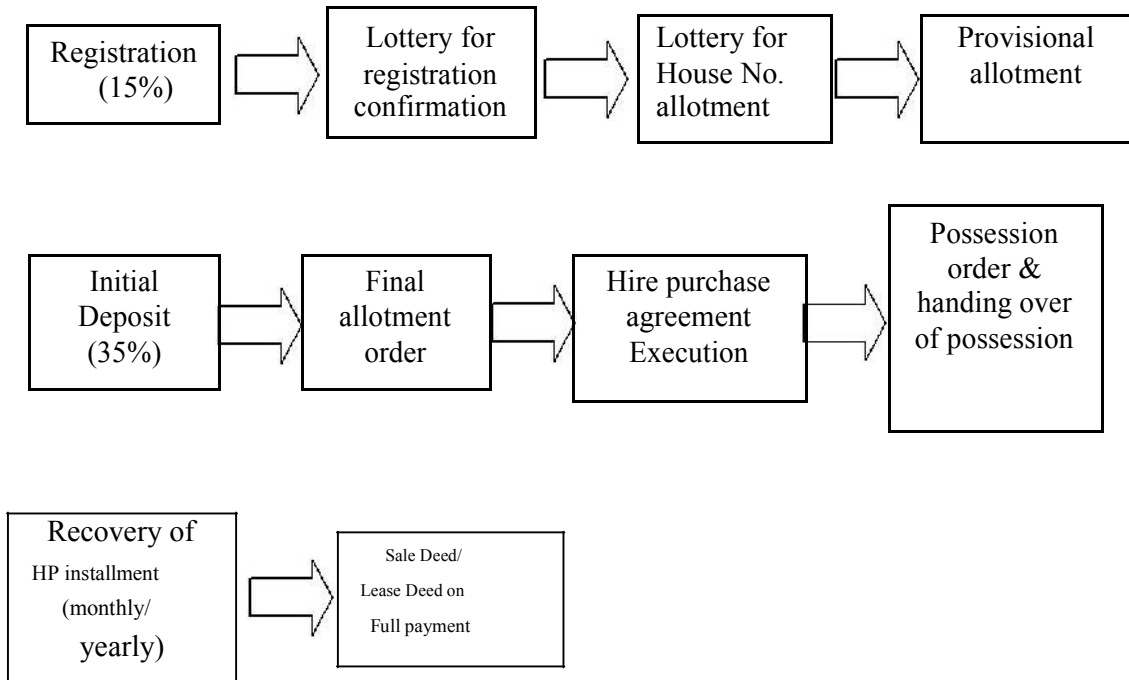 Registration
(15%)
Lottery for
registration
confirmation
Lottery for
House No.
allotment
Provisional
allotment
Initial
Deposit
(35%)
Final
allotment
order
Hire purchase
agreement
Execution
Possession
order &
handing over
of possession
Recovery of
HP installment
(monthly/
yearly)
Sale Deed/
Lease Deed on
Full payment